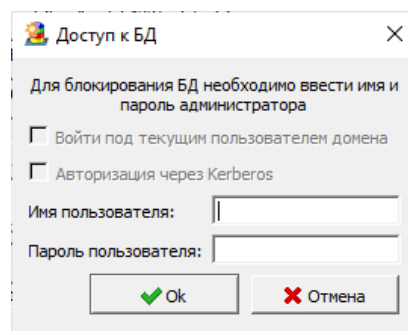 Доступ к БД
Для блокирования БД необходимо ввести имя и
пароль администратора
Войти под текущим пользователем домена
Авторизация через Kerberos
Имя пользователя:
Пароль пользователя:
Ok
Отмена